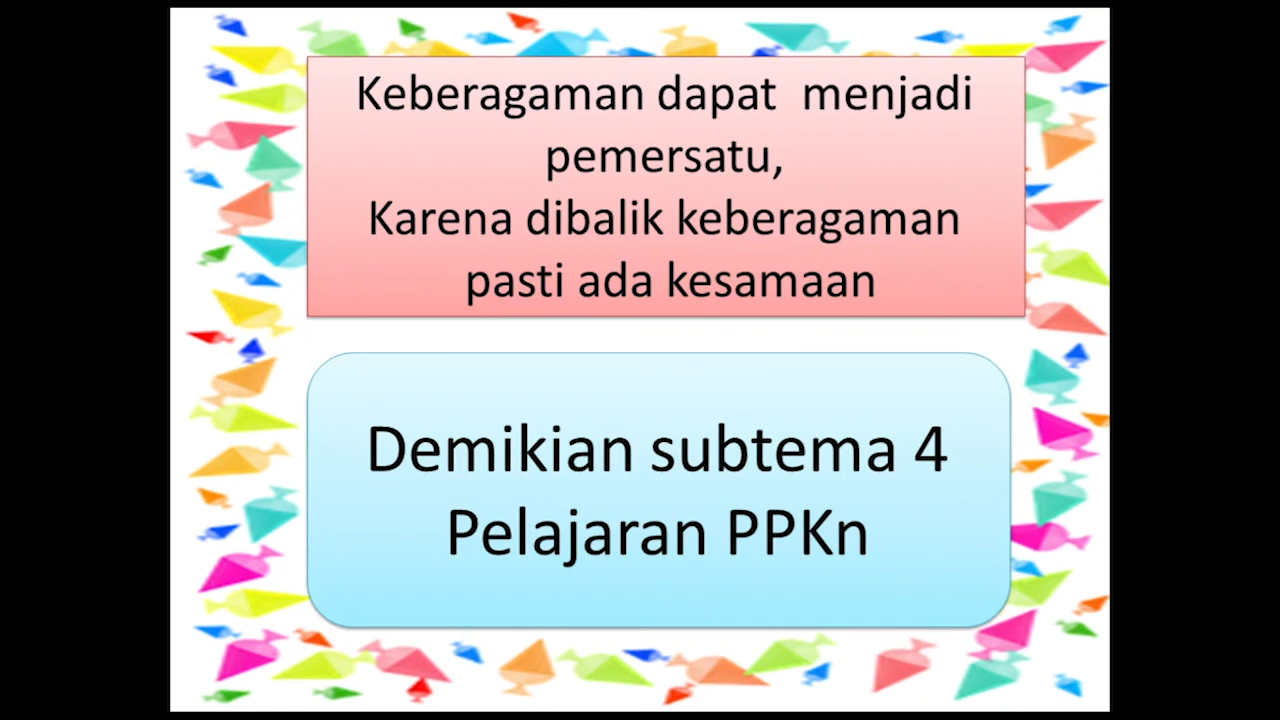 Keberagaman dapat menjadi
pemersatu,
Karena dibalik keberagaman
pasti ada kesamaan
Demikian subtema 4
Pelajaran PPKn